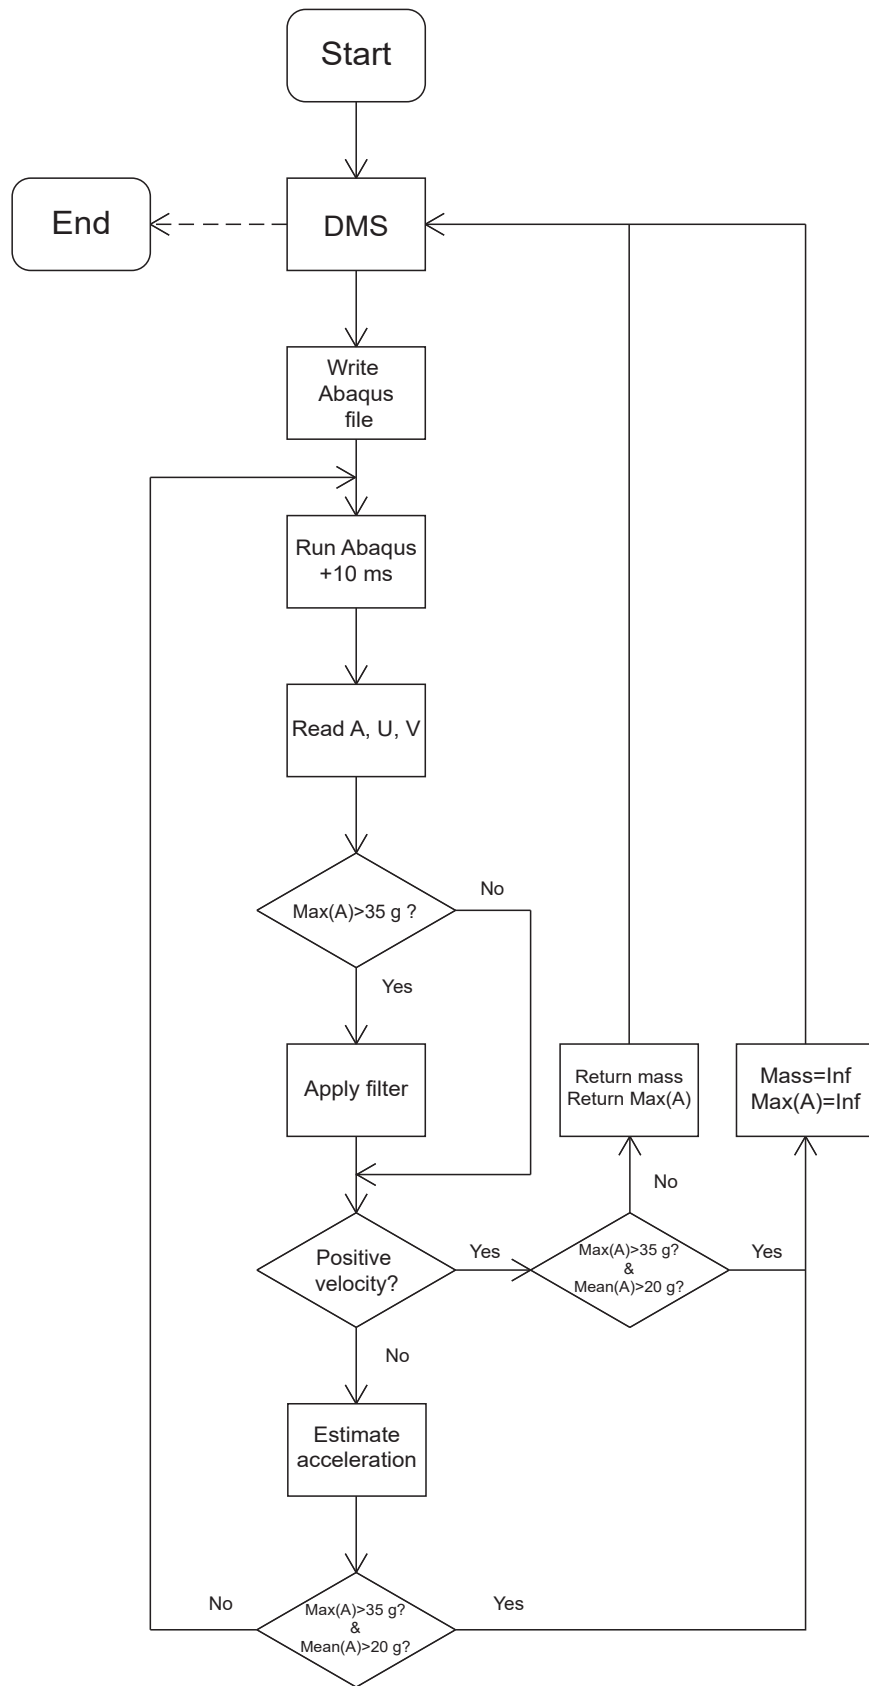 Start
End
DMS
Write
Abaqus
file
Run Abaqus
+10 ms
Read A, U, V
Max(A)>35 g ?
No
Yes
Apply filter
Return mass
Return Max(A)
Mass=Inf
Max(A)=Inf
No
Positive
velocity?
Yes
Max(A)>35 g?
&
Mean(A)>20 g?
Yes
No
Estimate
acceleration
No
Max(A)>35 g?
&
Mean(A)>20 g?
Yes